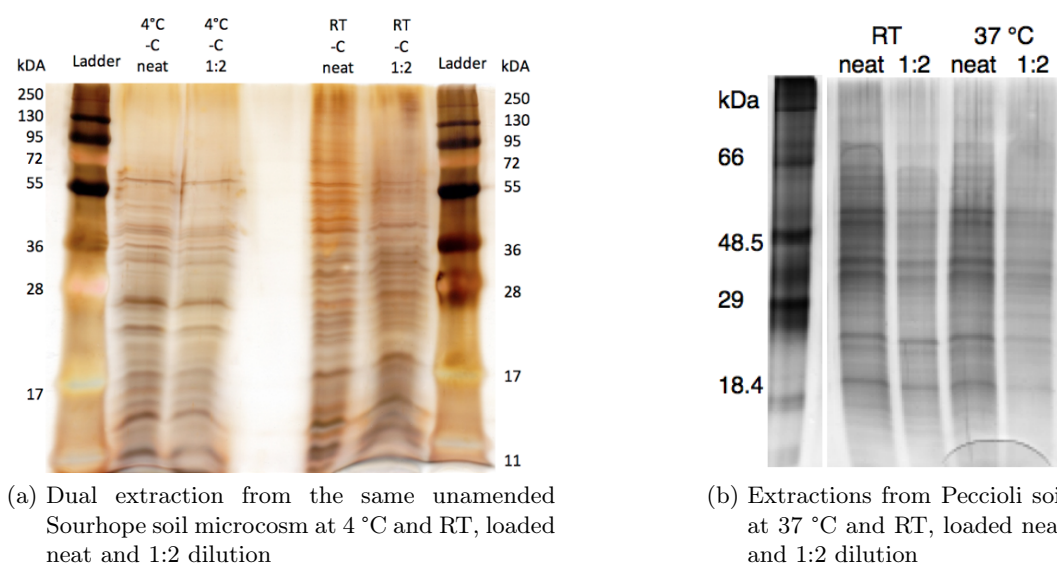 4°C 4°C RT RT
-C -C -C -C
kDA Ladder neat 1:2 neat 1:2 Ladder kDA
250 250
130 130
95 95
72 72
55 55
36 36
28 28
17 17
11
(a) Dual extraction from the same unamended
Sourhope soil microcosm at 4 °C and RT, loaded
neat and 1:2 dilution
RT 37 °C
neat 1:2 neat 1:2
kDa
66
48.5
29
18.4
(b) Extractions from Peccioli soi
at 37 °C and RT, loaded nea
and 1:2 dilution